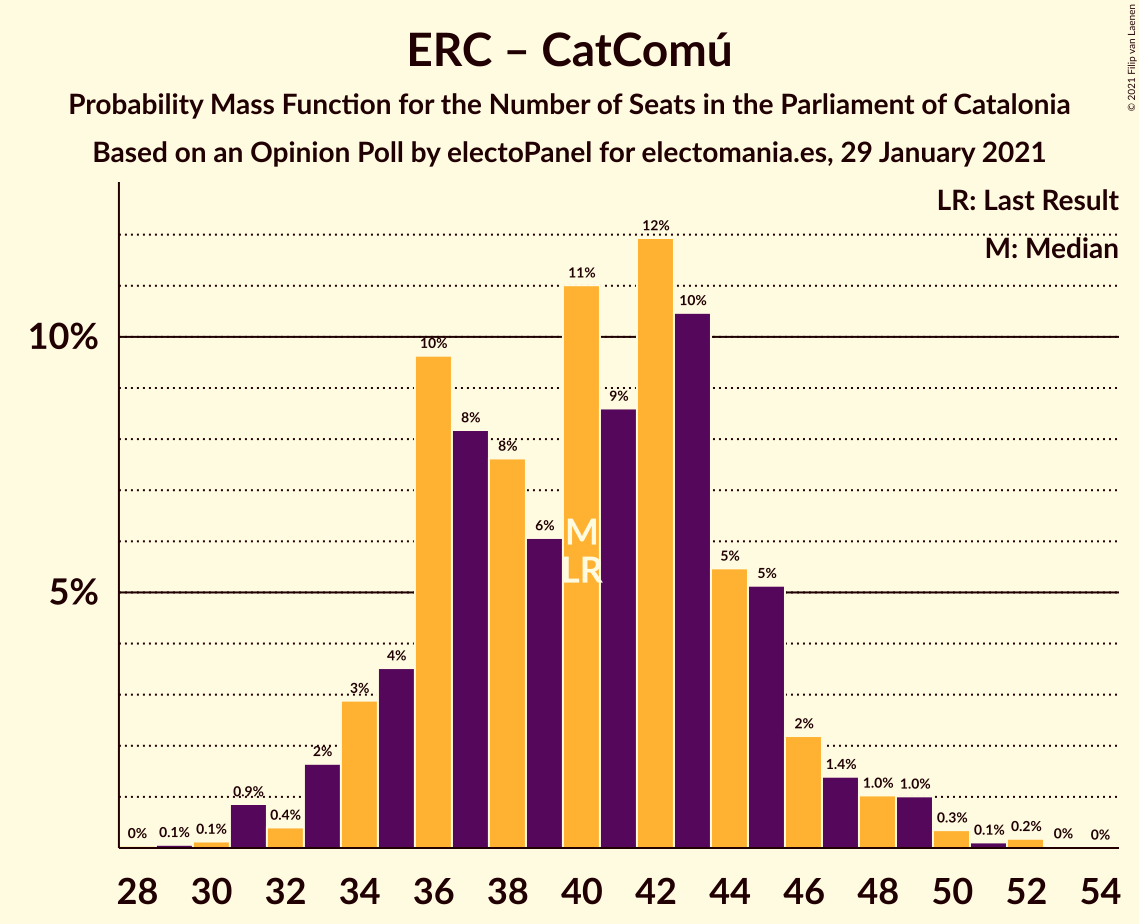 ERC – CatComú
Probability Mass Function for the Number of Seats in the Parliament of Catalonia
Based on an Opinion Poll by electoPanel for electomania.es, 29 January 2021
© 2021 Filip van Laenen
LR: Last Result
M: Median
10%
5%
0% 0.1% 0.1% 0.9% 0.4% 2% 3% 4% 10% 8% 8% 6% 11% 9% 12% 10% 5% 5% 2% 1.4% 1.0% 1.0% 0.3% 0.1% 0.2% 0% 0%
M
LR
28 30 32 34 36 38 40 42 44 46 48 50 52 54